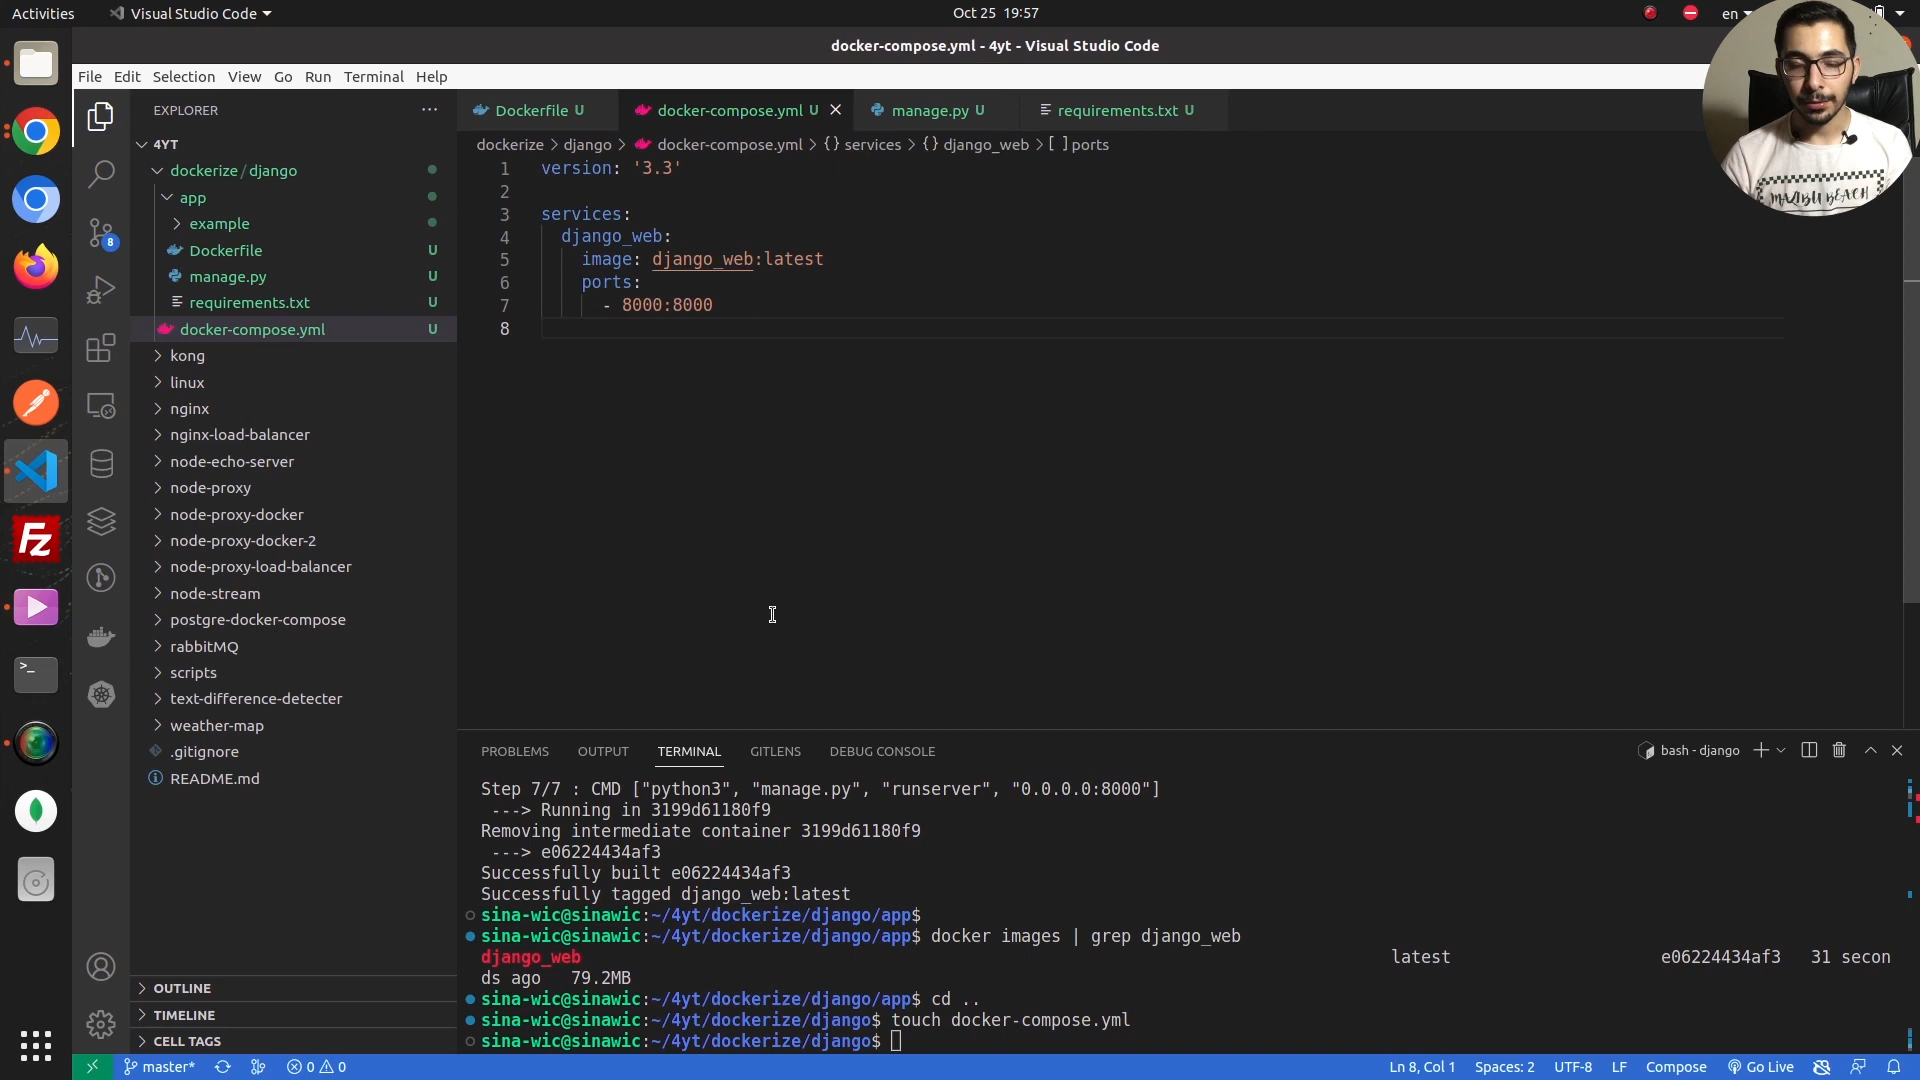 Activities
Visual Studio Code
Oct 25 19:57
en
docker-compose.yml - 4yt - Visual Studio Code
File Edit Selection View Go Run Terminal Help
EXPLORER
4YT
dockerize / django
app
example
Dockerfile U
manage.py U
requirements.txt U
docker-compose.yml U
kong
linux
nginx
nginx-load-balancer
node-echo-server
node-proxy
node-proxy-docker
node-proxy-docker-2
node-proxy-load-balancer
node-stream
postgre-docker-compose
rabbitMQ
scripts
text-difference-detecter
weather-map
.gitignore
README.md
OUTLINE
TIMELINE
CELL TAGS
8
Dockerfile U
docker-compose.yml U
manage.py U
requirements.txt U
dockerize > django > docker-compose.yml > {} services > {} django_web > [ ] ports
1 version: '3.3'
2
3 services:
4 django_web:
5 image: django_web:latest
6 ports:
7 - 8000:8000
8
PROBLEMS OUTPUT TERMINAL GITLENS DEBUG CONSOLE
bash - django
Step 7/7 : CMD ["python3", "manage.py", "runserver", "0.0.0.0:8000"]
---> Running in 3199d61180f9
Removing intermediate container 3199d61180f9
---> e06224434af3
Successfully built e06224434af3
Successfully tagged django_web:latest
sina-wic@sinawic:~/4yt/dockerize/django/app$
sina-wic@sinawic:~/4yt/dockerize/django/app$ docker images | grep django_web
django_web latest e06224434af3 31 secon
ds ago 79.2MB
sina-wic@sinawic:~/4yt/dockerize/django/app$ cd ..
sina-wic@sinawic:~/4yt/dockerize/django$ touch docker-compose.yml
sina-wic@sinawic:~/4yt/dockerize/django$
master* 0 0
Ln 8, Col 1 Spaces: 2 UTF-8 LF Compose Go Live
Fz
MALIBU BEACH